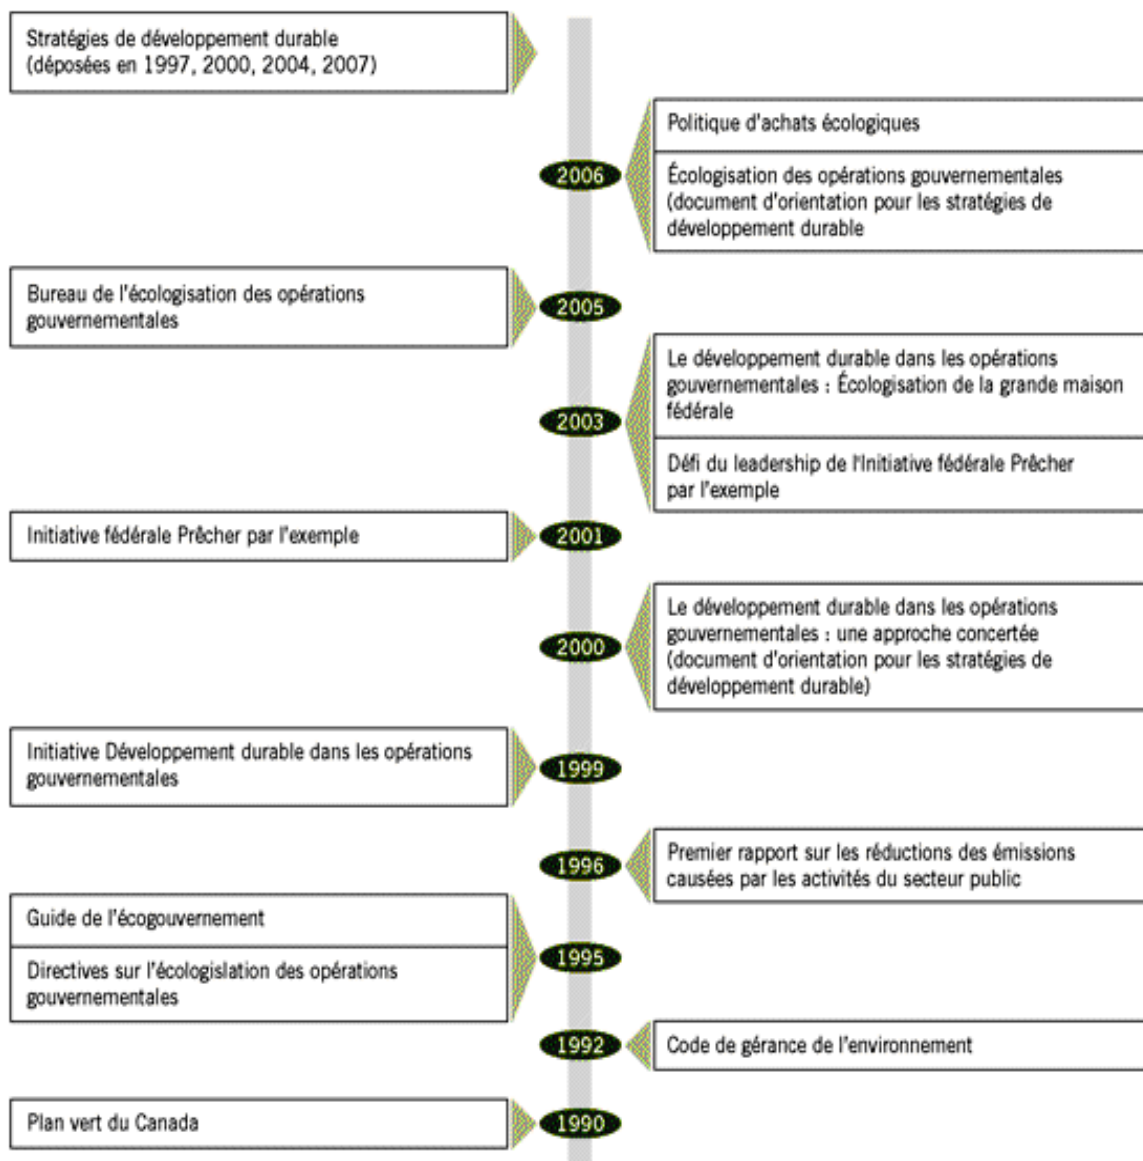 Stratégies de développement durable
(déposées en 1997, 2000, 2004, 2007)
Politique d'achats écologiques
2006
Écologisation des opérations gouvernementales
(document d'orientation pour les stratégies de
développement durable
Bureau de l'écologisation des opérations
gouvernementales
2005
Le développement durable dans les opérations
gouvernementales : Écologisation de la grande maison
fédérale
2003
Défi du leadership de l'Initiative fédérale Prêcher
par l'exemple
Initiative fédérale Prêcher par l'exemple
2001
Le développement durable dans les opérations
gouvernementales : une approche concertée
(document d'orientation pour les stratégies de
développement durable)
2000
Initiative Développement durable dans les opérations
gouvernementales
1999
1996
Premier rapport sur les réductions des émissions
causées par les activités du secteur public
Guide de l'écogouvernement
1995
Directives sur l'écologislation des opérations
gouvernementales
1992
Code de gérance de l'environnement
Plan vert du Canada
1990